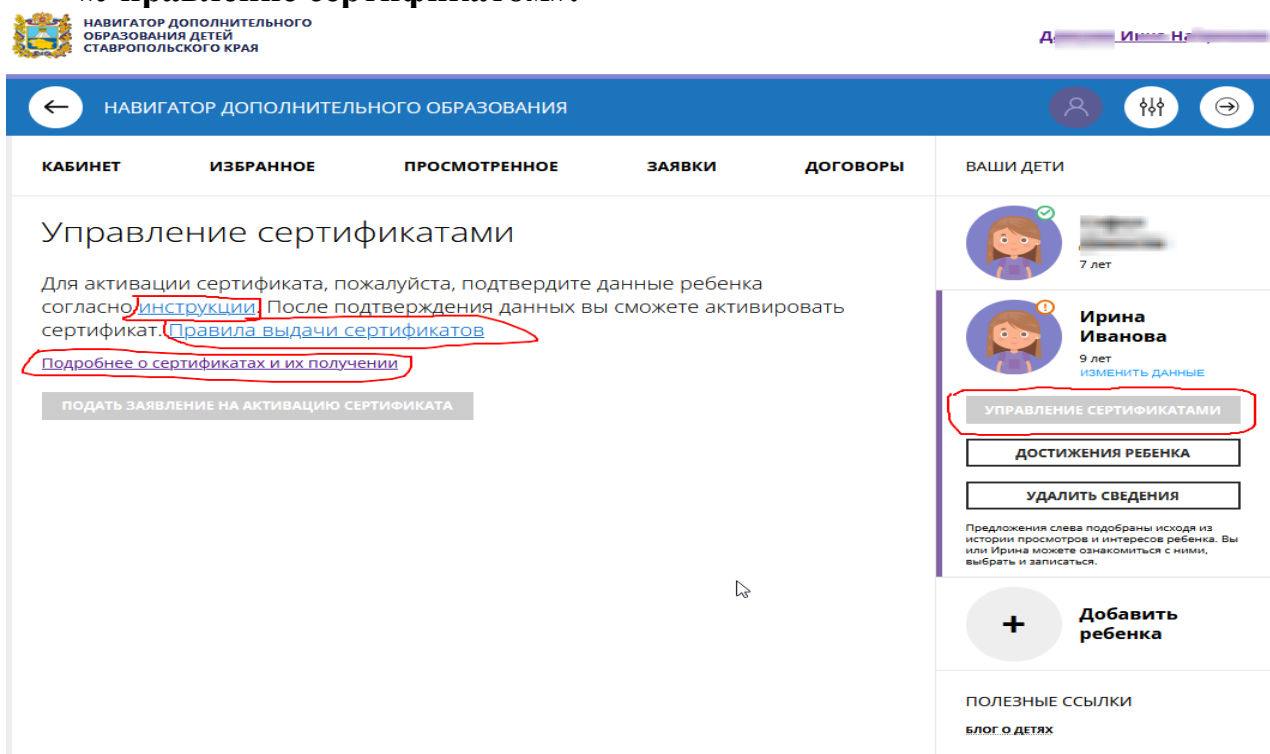 НАВИГАТОР ДОПОЛНИТЕЛЬНОГО
ОБРАЗОВАНИЯ ДЕТЕЙ
СТАВРОПОЛЬСКОГО КРАЯ
НАВИГАТОР ДОПОЛНИТЕЛЬНОГО ОБРАЗОВАНИЯ
КАБИНЕТ ИЗБРАННОЕ ПРОСМОТРЕННОЕ ЗАЯВКИ ДОГОВОРЫ
Управление сертификатами
Для активации сертификата, пожалуйста, подтвердите данные ребенка
согласно инструкции. После подтверждения данных вы сможете активировать
сертификат. Правила выдачи сертификатов
Подробнее о сертификатах и их получении
ПОДАТЬ ЗАЯВЛЕНИЕ НА АКТИВАЦИЮ СЕРТИФИКАТА
ВАШИ ДЕТИ
7 лет
Ирина
Иванова
9 лет
ИЗМЕНИТЬ ДАННЫЕ
УПРАВЛЕНИЕ СЕРТИФИКАТАМИ
ДОСТИЖЕНИЯ РЕБЕНКА
УДАЛИТЬ СВЕДЕНИЯ
Предложения слева подобраны исходя из
истории просмотров и интересов ребенка. Вы
или Ирина можете ознакомиться с ними,
выбрать и записаться.
+ Добавить
ребенка
ПОЛЕЗНЫЕ ССЫЛКИ
БЛОГ О ДЕТЯХ